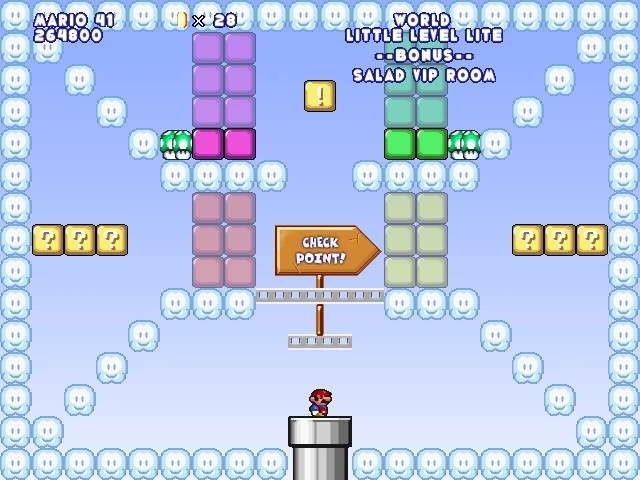 MARIO 41
264800
× 28
WORLD
LITTLE LEVEL LITE
--BONUS--
SALAD VIP ROOM
!
CHECK
POINT!
? ? ?
? ? ?